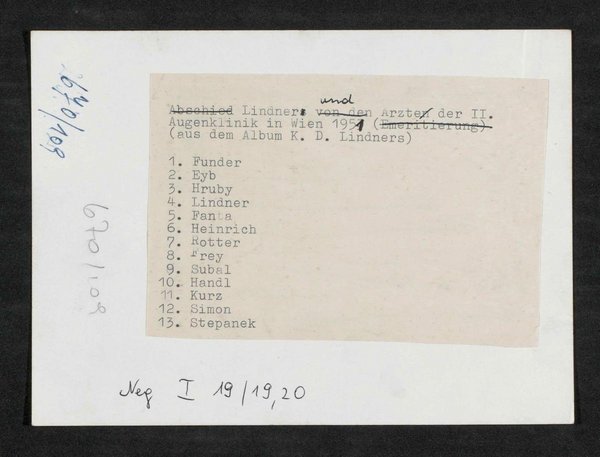 670/108
670/108
und
Abschied Lindners von den Ärzten der II.
Augenklinik in Wien 1951 (Emeritierung)
(aus dem Album K. D. Lindners)
1. Funder
2. Eyb
3. Hruby
4. Lindner
5. Fanta
6. Heinrich
7. Rotter
8. Frey
9. Subal
10. Handl
11. Kurz
12. Simon
13. Stepanek
Neg I 19/19,20